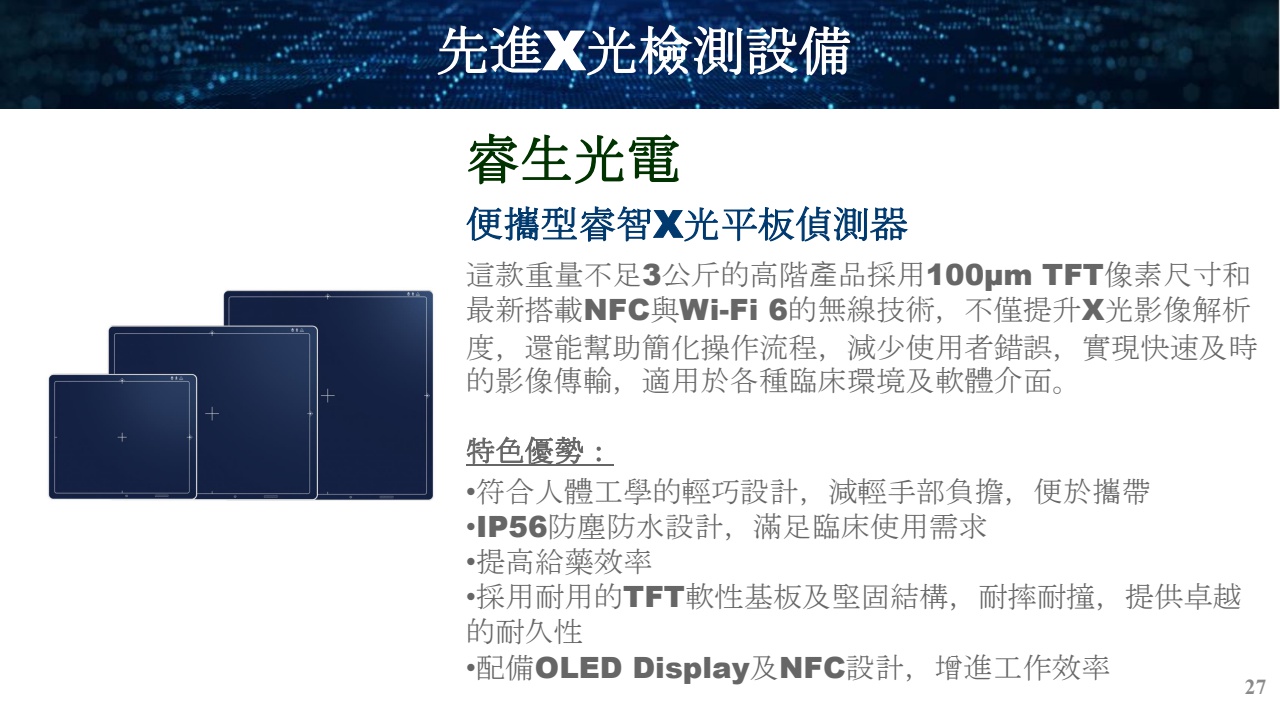 先進X光檢測設備
睿生光電
便攜型睿智X光平板偵測器
這款重量不足3公斤的高階產品採用100μm TFT像素尺寸和
最新搭載NFC與Wi-Fi 6的無線技術，不僅提升X光影像解析
度，還能幫助簡化操作流程，減少使用者錯誤，實現快速及時
的影像傳輸，適用於各種臨床環境及軟體介面。
特色優勢：
•符合人體工學的輕巧設計，減輕手部負擔，便於攜帶
•IP56防塵防水設計，滿足臨床使用需求
•提高給藥效率
•採用耐用的TFT軟性基板及堅固結構，耐摔耐撞，提供卓越
的耐久性
•配備OLED Display及NFC設計，增進工作效率
27